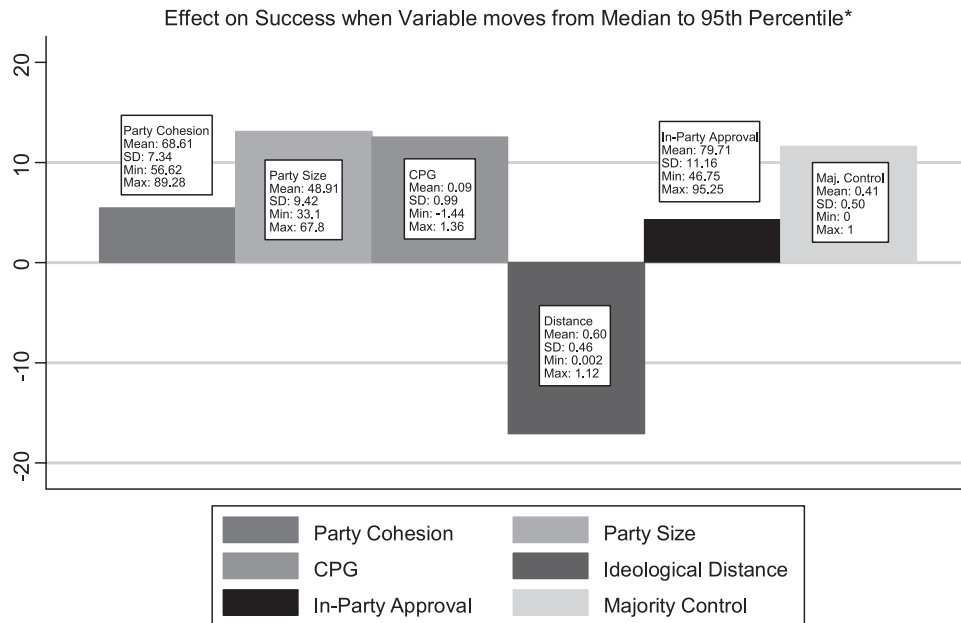 Effect on Success when Variable moves from Median to 95th Percentile*
20
10
0
-10
-20
Party Cohesion
Mean: 68.61
SD: 7.34
Min: 56.62
Max: 89.28
Party Size
Mean: 48.91
SD: 9.42
Min: 33.1
Max: 67.8
CPG
Mean: 0.09
SD: 0.99
Min: -1.44
Max: 1.36
Distance
Mean: 0.60
SD: 0.46
Min: 0.002
Max: 1.12
In-Party Approval
Mean: 79.71
SD: 11.16
Min: 46.75
Max: 95.25
Maj. Control
Mean: 0.41
SD: 0.50
Min: 0
Max: 1
Party Cohesion
Party Size
CPG
Ideological Distance
In-Party Approval
Majority Control